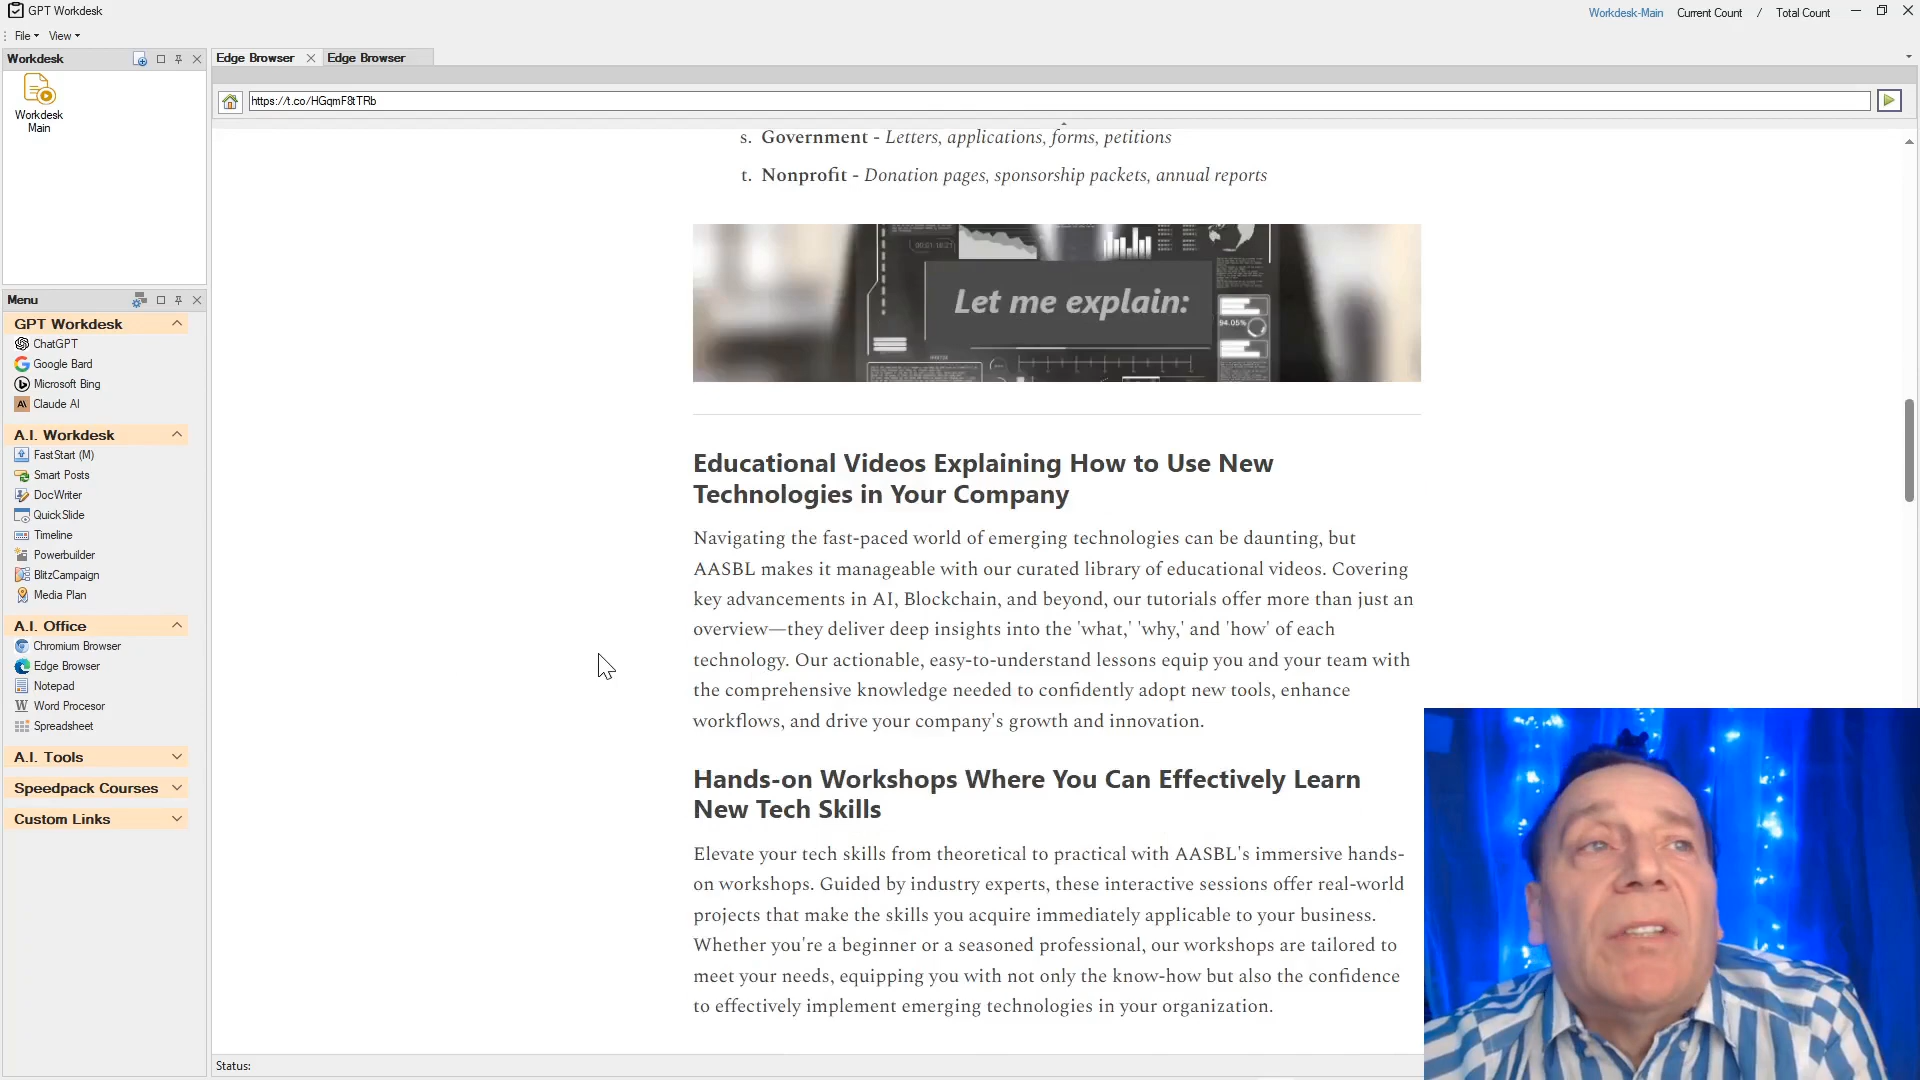 GPT Workdesk
Workdesk-Main Current Count / Total Count
File View
Workdesk
Workdesk
Main
Menu
GPT Workdesk
ChatGPT
Google Bard
Microsoft Bing
Claude AI
A.I. Workdesk
FastStart (M)
Smart Posts
DocWriter
QuickSlide
Timeline
Powerbuilder
BlitzCampaign
Media Plan
A.I. Office
Chromium Browser
Edge Browser
Notepad
Word Procesor
Spreadsheet
A.I. Tools
Speedpack Courses
Custom Links
Edge Browser Edge Browser
https://t.co/HGqmF8tTRb
s. Government - Letters, applications, forms, petitions
t. Nonprofit - Donation pages, sponsorship packets, annual reports
Let me explain:
94.05%
Educational Videos Explaining How to Use New
Technologies in Your Company
Navigating the fast-paced world of emerging technologies can be daunting, but
AASBL makes it manageable with our curated library of educational videos. Covering
key advancements in AI, Blockchain, and beyond, our tutorials offer more than just an
overview—they deliver deep insights into the 'what,' 'why,' and 'how' of each
technology. Our actionable, easy-to-understand lessons equip you and your team with
the comprehensive knowledge needed to confidently adopt new tools, enhance
workflows, and drive your company's growth and innovation.
Hands-on Workshops Where You Can Effectively Learn
New Tech Skills
Elevate your tech skills from theoretical to practical with AASBL's immersive hands-
on workshops. Guided by industry experts, these interactive sessions offer real-world
projects that make the skills you acquire immediately applicable to your business.
Whether you're a beginner or a seasoned professional, our workshops are tailored to
meet your needs, equipping you with not only the know-how but also the confidence
to effectively implement emerging technologies in your organization.
Status: